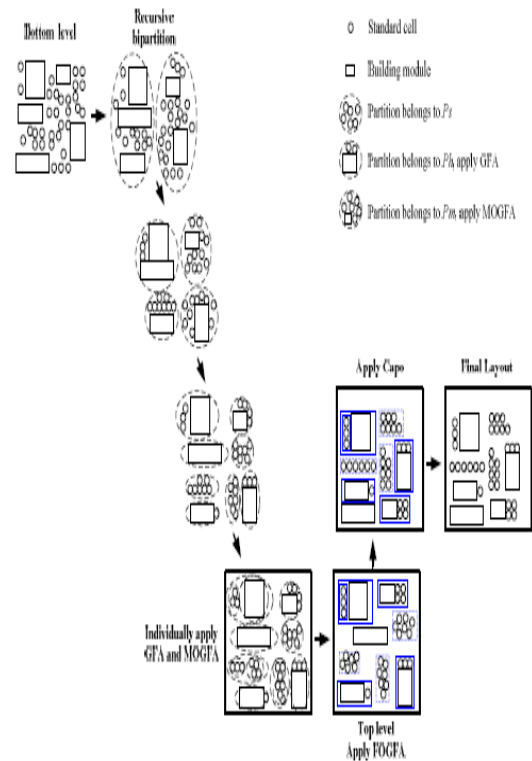 Bottom level
Recursive
bipartition
Standard cell
Building module
Partition belongs to Ps
Partition belongs to Pb, apply GFA
Partition belongs to Pm, apply MOGFA
Apply Capo
Final Layout
Individually apply
GFA and MOGFA
Top level
Apply FOGFA